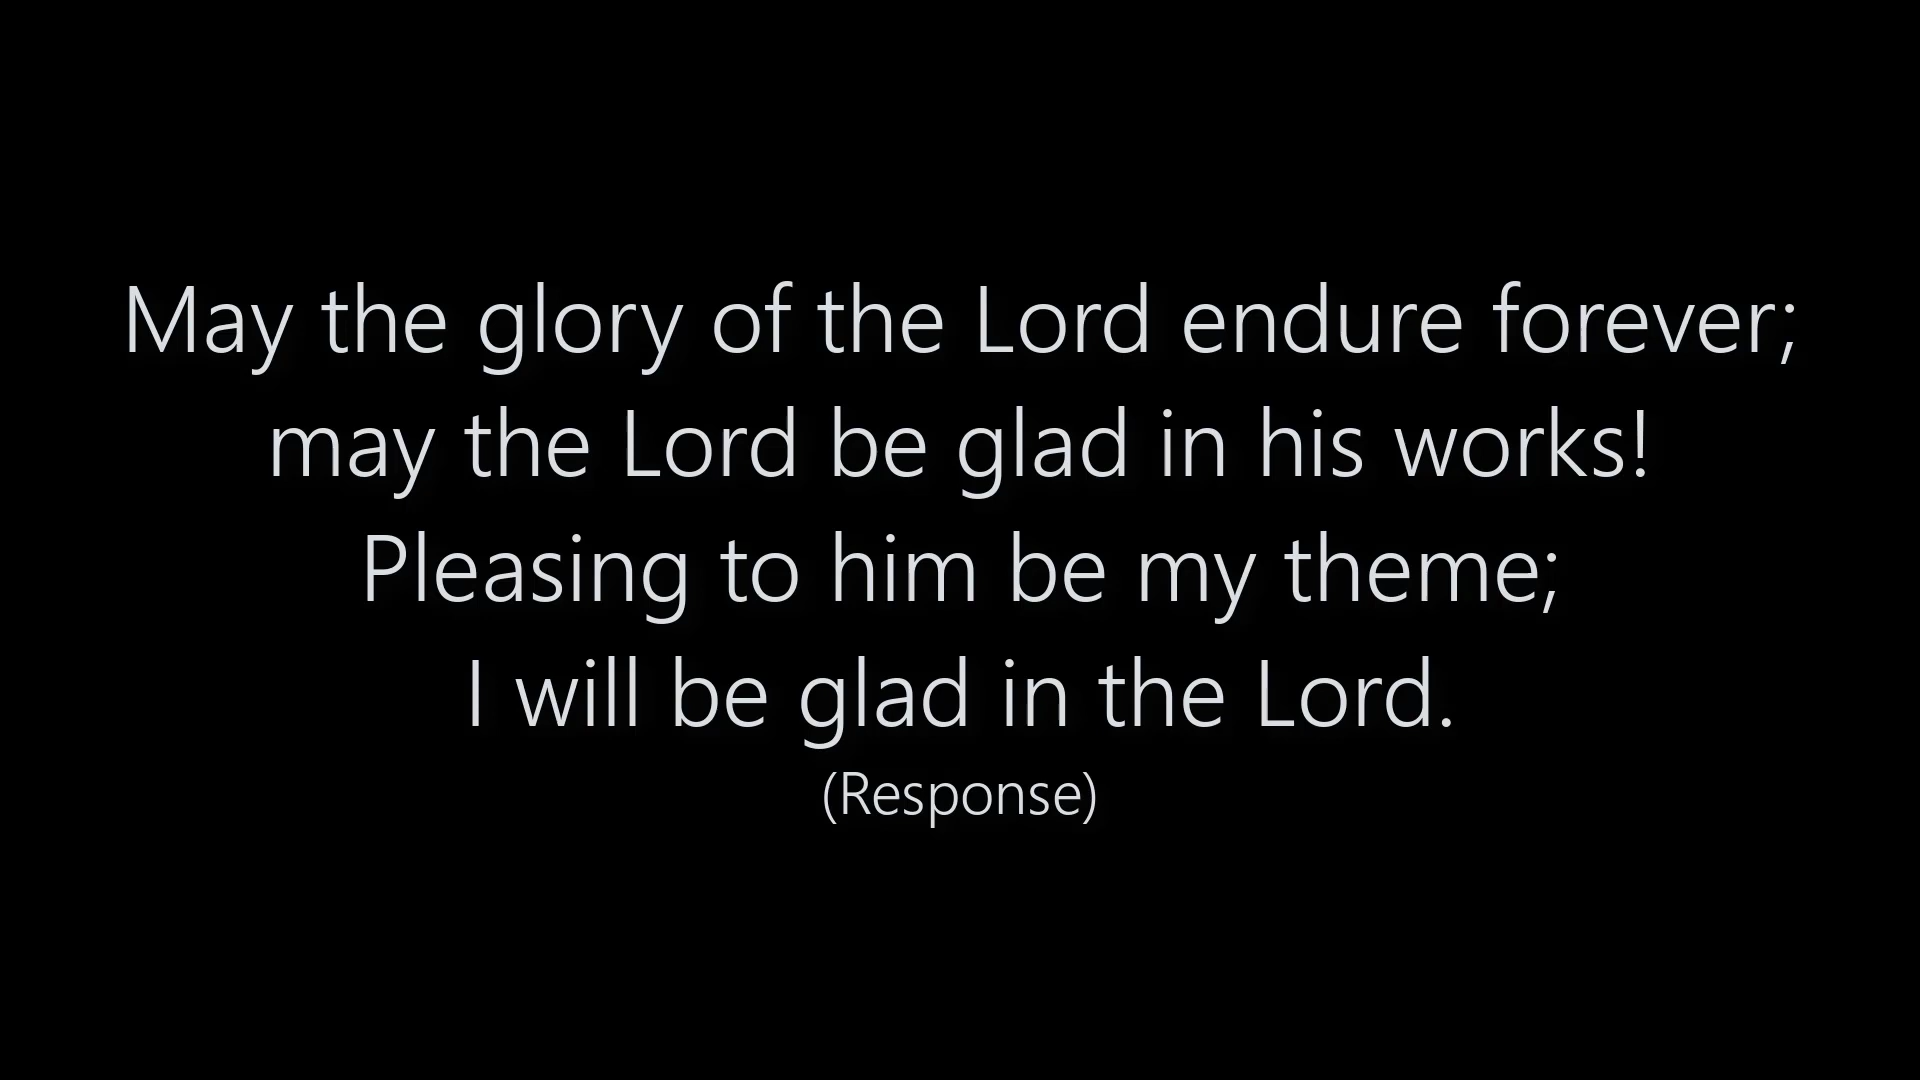 May the glory of the Lord endure forever;
may the Lord be glad in his works!
Pleasing to him be my theme;
I will be glad in the Lord.
(Response)